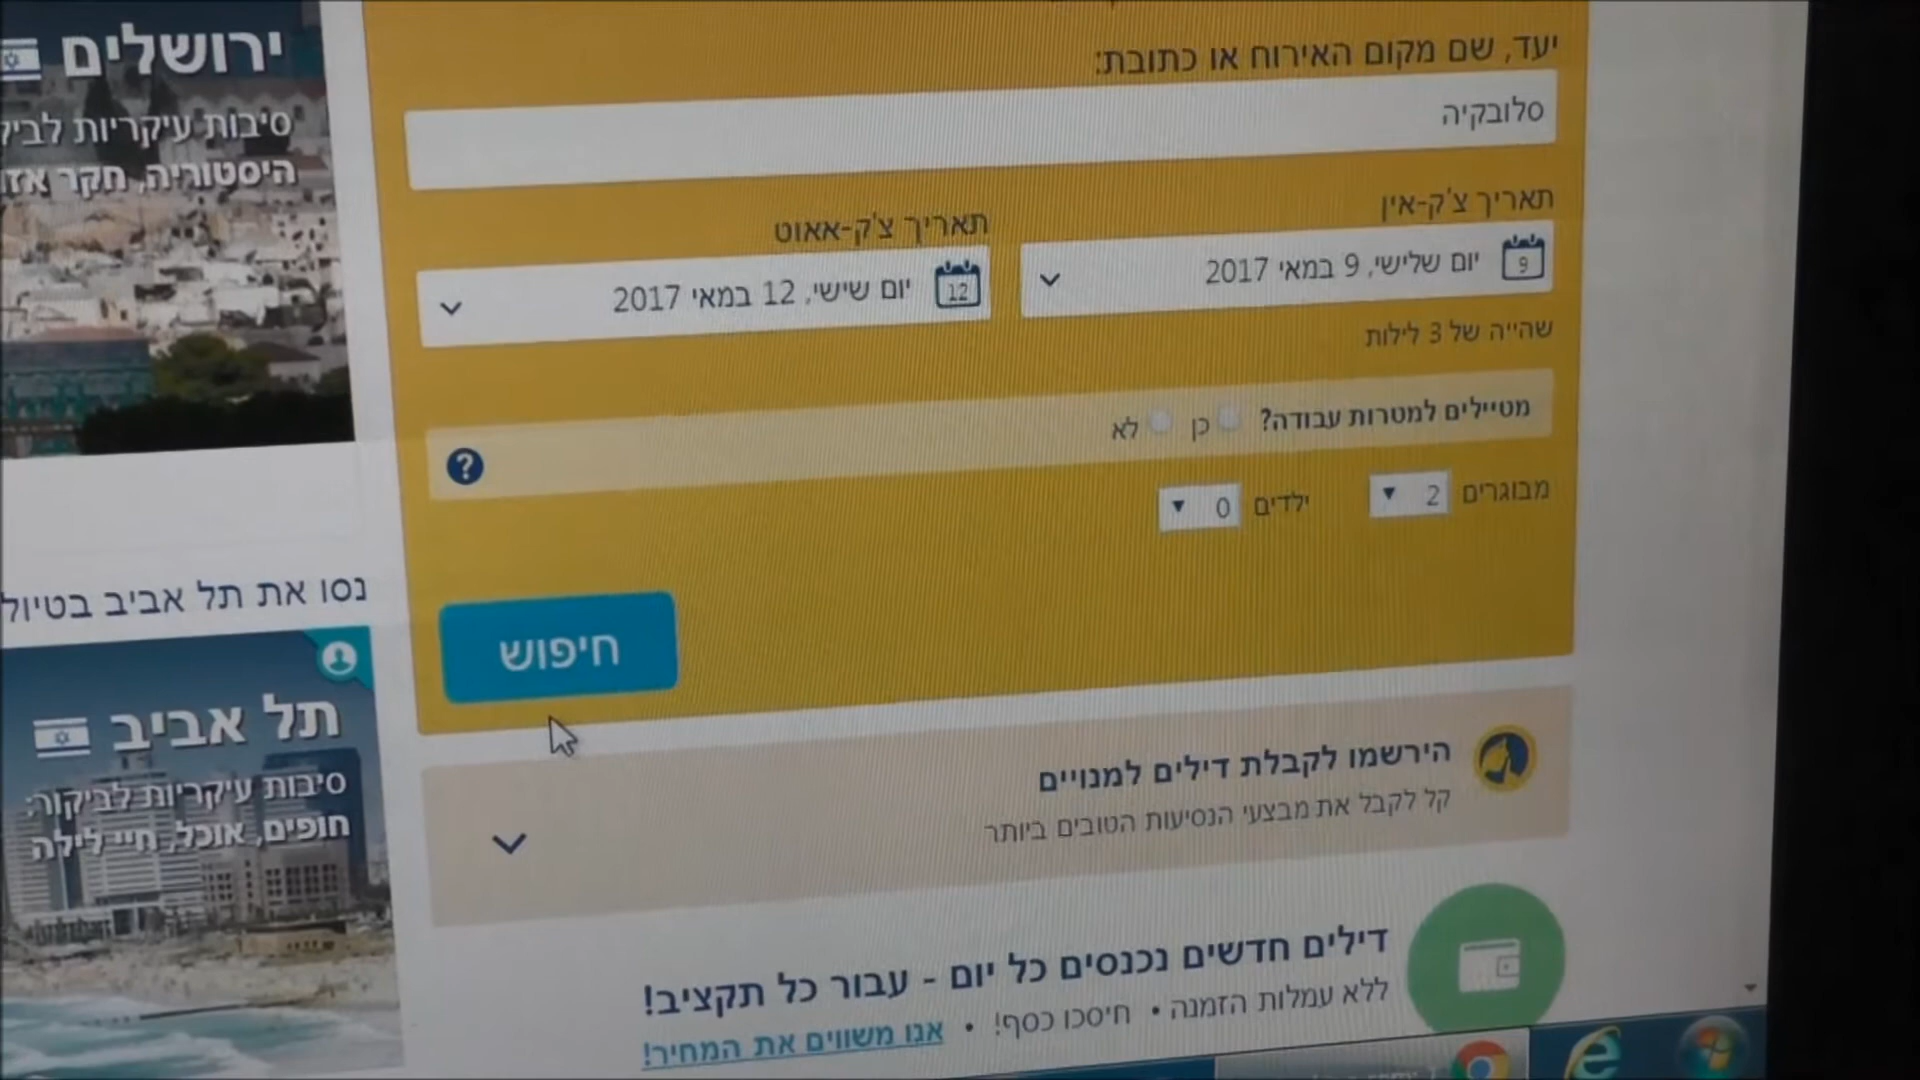 יעד, שם מקום האירוח או כתובת:
סלובקיה
תאריך צ'ק-אין
תאריך צ'ק-אאוט
9
יום שלישי, 9 במאי 2017
12
יום שישי, 12 במאי 2017
שהייה של 3 לילות
מטיילים למטרות עבודה? כן לא
?
מבוגרים 2 ילדים 0
חיפוש
הירשמו לקבלת דילים למנויים
קל לקבל את מבצעי הנסיעות הטובים ביותר
דילים חדשים נכנסים כל יום - עבור כל תקציב!
ללא עמלות הזמנה • חיסכו כסף! • אנו משווים את המחיר!
ירושלים
סיבות עיקריות
היסטוריה, חקר
נסו את תל אביב
תל אביב
סיבות עיקריות לביקור:
חופים, אוכל, חיי לילה